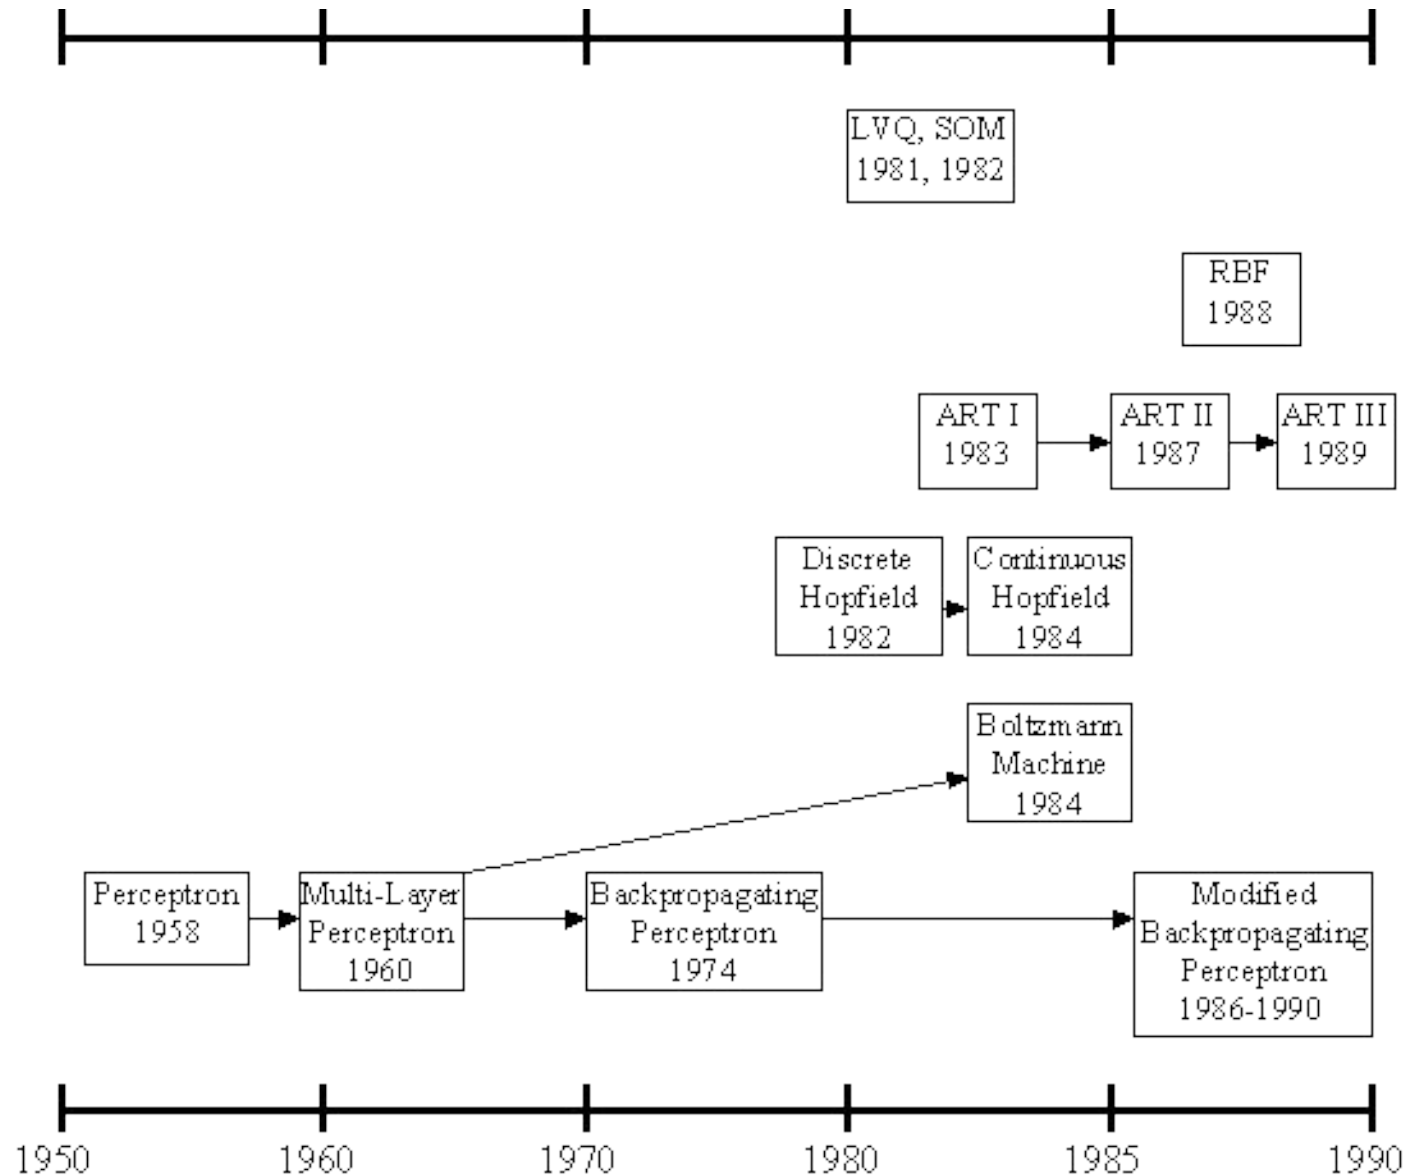 LVQ, SOM
1981, 1982
RBF
1988
ART I
1983
ART II
1987
ART III
1989
Discrete
Hopfield
1982
Continuous
Hopfield
1984
Boltzmann
Machine
1984
Perceptron
1958
Multi-Layer
Perceptron
1960
Backpropagating
Perceptron
1974
Modified
Backpropagating
Perceptron
1986-1990
1950
1960
1970
1980
1985
1990